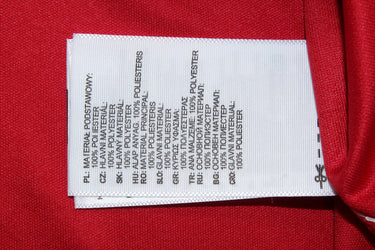 PL: MATERIAŁ PODSTAWOWY:
100% POLIESTER
CZ: HLAVNÍ MATERIÁL:
100% POLYESTER
SK: HLAVNÝ MATERIÁL:
100% POLYESTER
HU: ALAP ANYAG: 100% POLIÉSZTER
RO: MATERIAL PRINCIPAL:
100% POLIESTER
SLO: GLAVNI MATERIAL:
100% POLIESTER
GR: ΚΥΡΙΩΣ ΥΦΑΣΜΑ:
100% ΠΟΛΥΕΣΤΕΡΑΣ
TR: ANA MALZEME: 100% POLYESTER
RU: ОСНОВНОЙ МАТЕРИАЛ:
100% ПОЛИЭСТЕР
BG: ОСНОВЕН МАТЕРИАЛ:
100% ПОЛИЕСТЕР
CRO: GLAVNI MATERIJAL:
100% POLIESTER